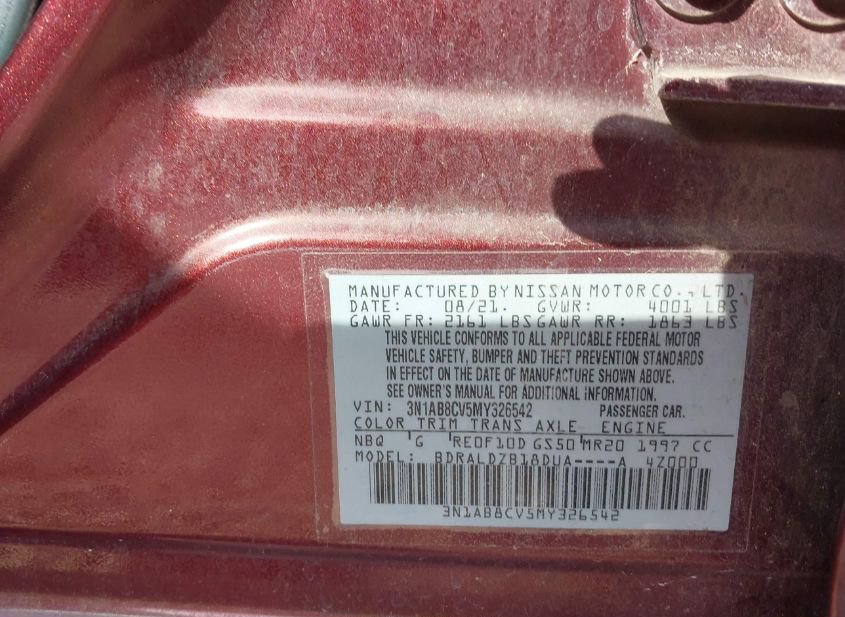 MANUFACTURED BY NISSAN MOTOR CO., LTD.
DATE: 08/21. GVWR: 4001 LBS
GAWR FR: 2161 LBS GAWR RR: 1863 LBS
THIS VEHICLE CONFORMS TO ALL APPLICABLE FEDERAL MOTOR
VEHICLE SAFETY, BUMPER AND THEFT PREVENTION STANDARDS
IN EFFECT ON THE DATE OF MANUFACTURE SHOWN ABOVE.
SEE OWNER'S MANUAL FOR ADDITIONAL INFORMATION.
VIN: 3N1AB8CV5MY326542 PASSENGER CAR.
COLOR TRIM TRANS AXLE ENGINE
NBQ G RE0F10D GS50 MR20 1997 CC
MODEL: BDRALDZB18DUA----A 4Z000
3N1AB8CV5MY326542